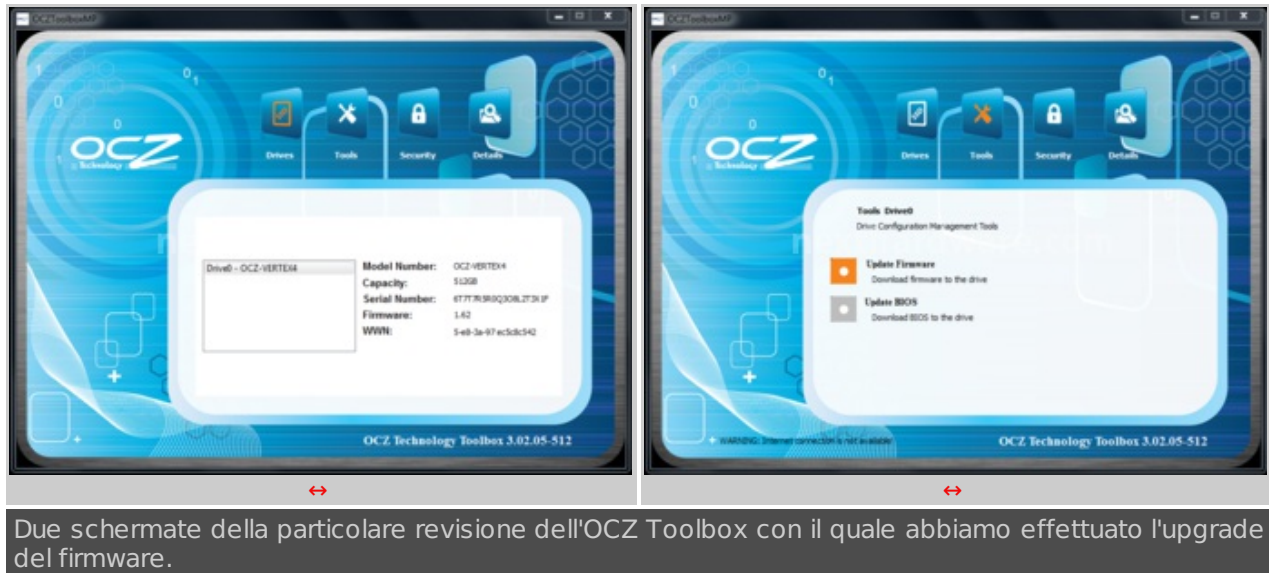 OCZToolboxMP
OCZ
Technology
Drives
Tools
Security
Details
Drive0 - OCZ-VERTEX4
Model Number: OCZ-VERTEX4
Capacity: 512GB
Serial Number:
Firmware: 1.62
WWN:
OCZ Technology Toolbox 3.02.05-512
OCZToolboxMP
OCZ
Technology
Drives
Tools
Security
Details
Tools Drive0
Drive Configuration Management Tools
Update Firmware
Download firmware to the drive
Update BIOS
Download BIOS to the drive
WARNING: Internet connection is not available
OCZ Technology Toolbox 3.02.05-512
Due schermate della particolare revisione dell'OCZ Toolbox con il quale abbiamo effettuato l'upgrade
del firmware.